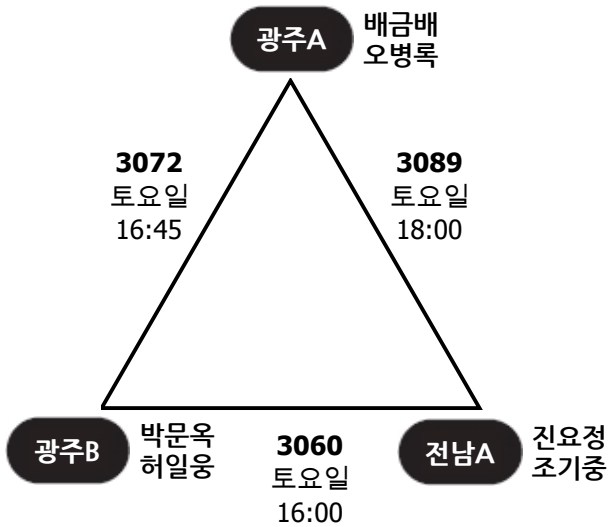 광주A
배금배
오병록
3072
토요일
16:45
3089
토요일
18:00
광주B
박문옥
허일웅
3060
토요일
16:00
전남A
진요정
조기중